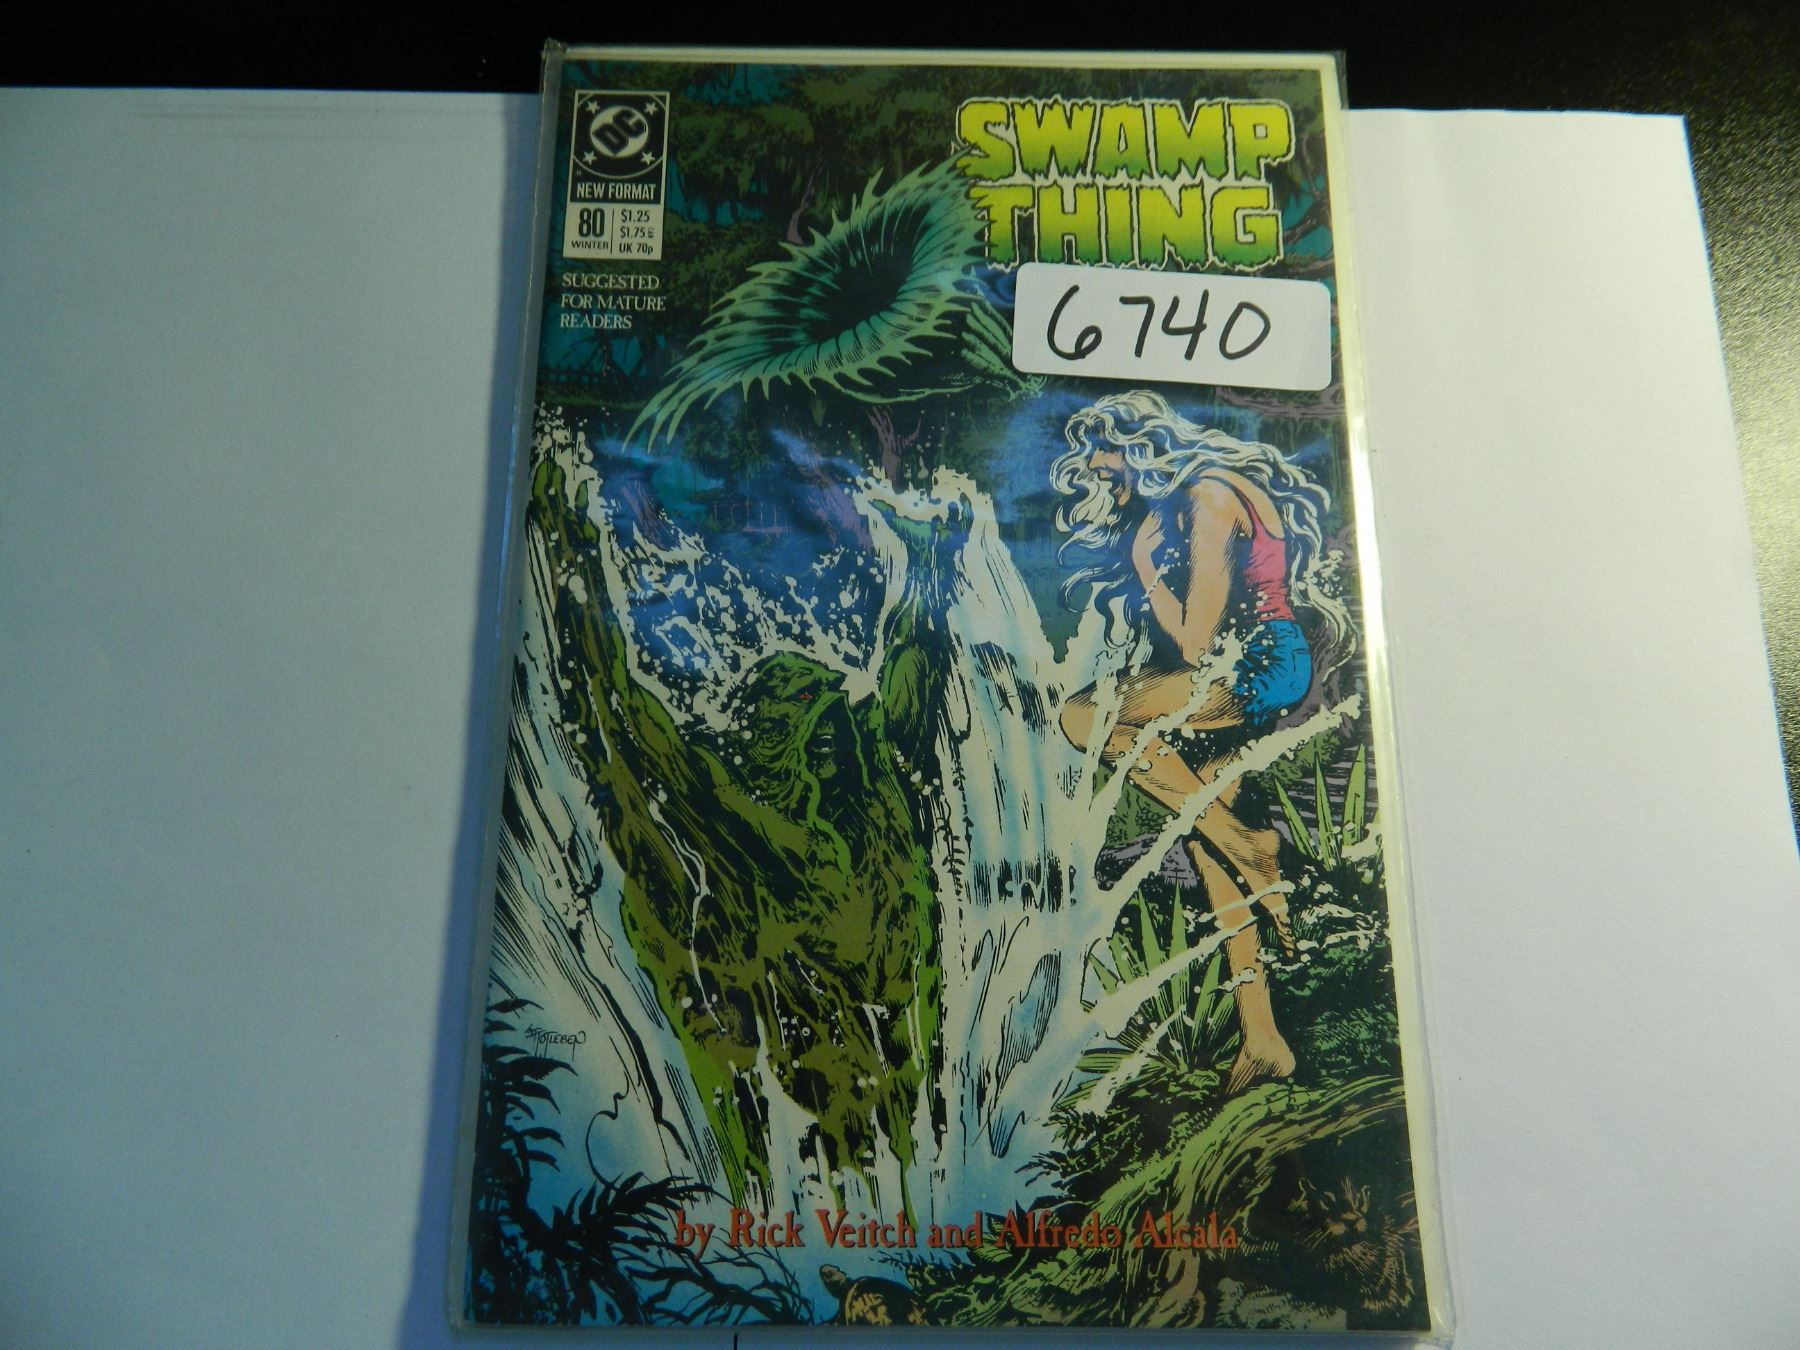 DC
NEW FORMAT
80
WINTER
$1.25
$1.75
UK 70p
SUGGESTED
FOR MATURE
READERS
SWAMP
THING
6740
by Rick Veitch and Alfredo Alcala